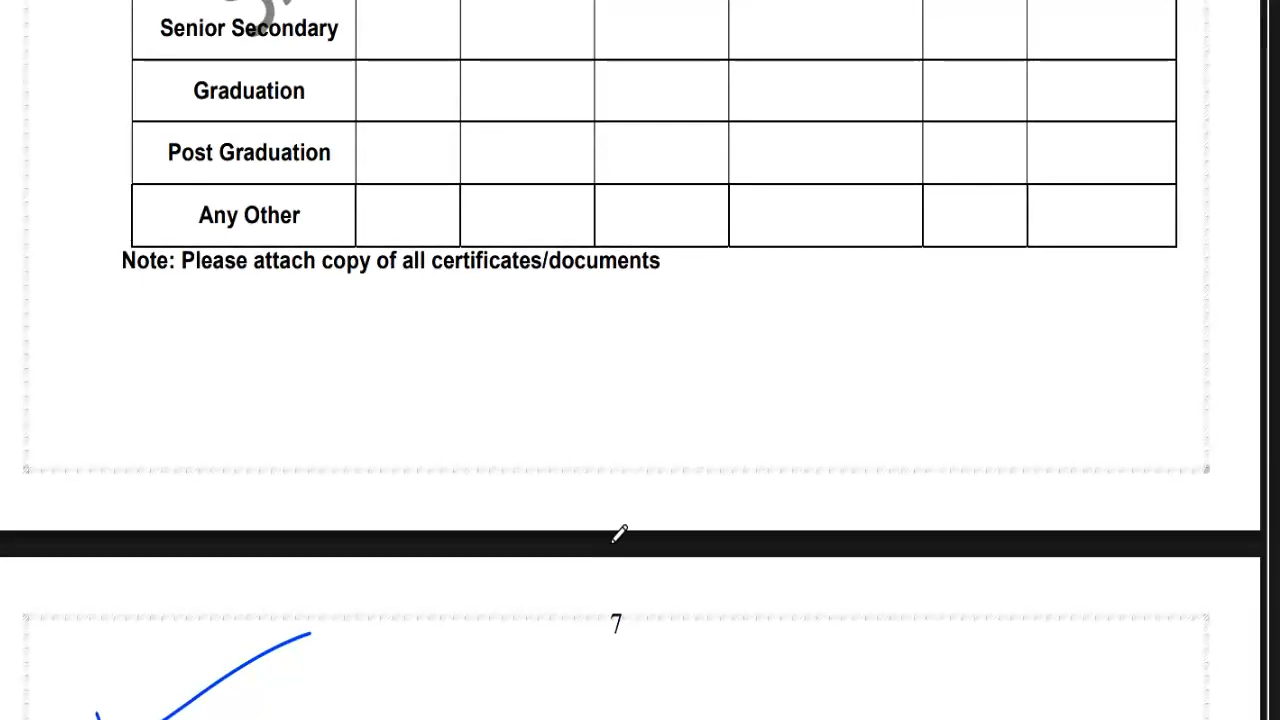 Senior Secondary
Graduation
Post Graduation
Any Other
Note: Please attach copy of all certificates/documents
7